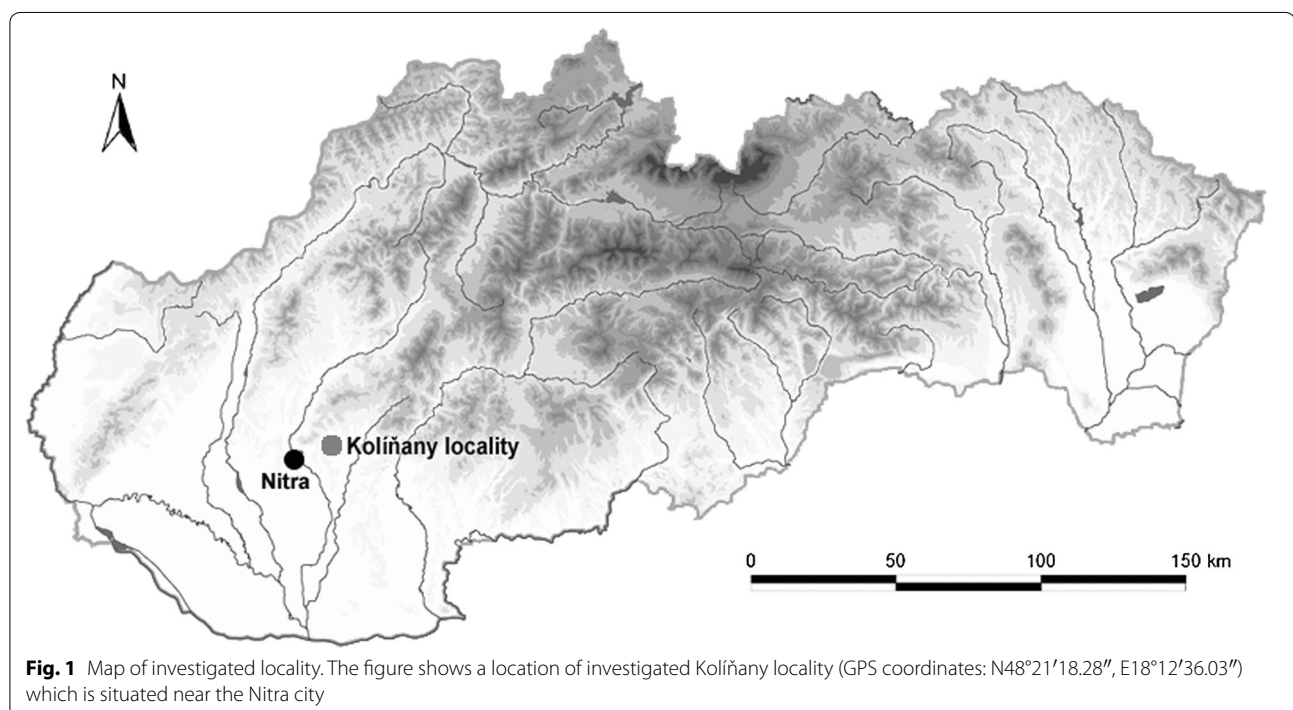 N
Kolíňany locality
Nitra
0 50 100 150 km
Fig. 1 Map of investigated locality. The figure shows a location of investigated Kolíňany locality (GPS coordinates: N48°21′18.28″, E18°12′36.03″)
which is situated near the Nitra city